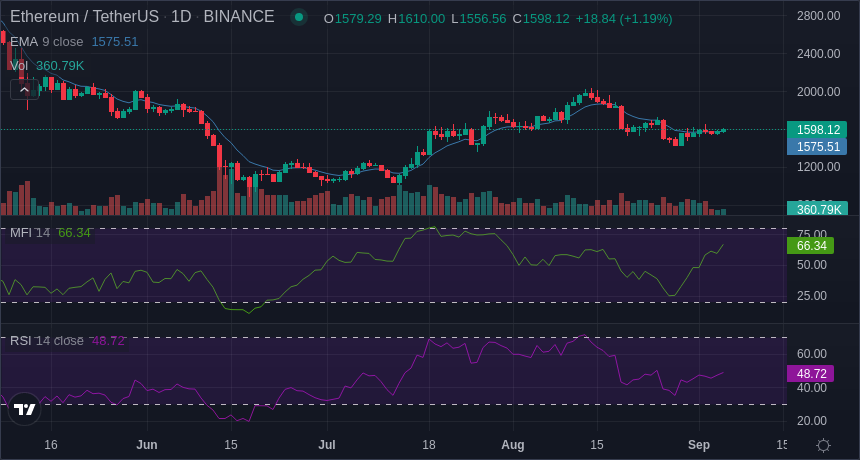 Ethereum / TetherUS · 1D · BINANCE O1579.29 H1610.00 L1556.56 C1598.12 +18.84 (+1.19%)
EMA 9 close 1575.51
Vol 360.79K
2800.00
2400.00
2000.00
1598.12
1575.51
1200.00
360.79K
MFI 14 66.34
75.00
66.34
50.00
25.00
RSI 14 close 48.72
60.00
48.72
40.00
20.00
16 Jun 15 Jul 18 Aug 15 Sep 15